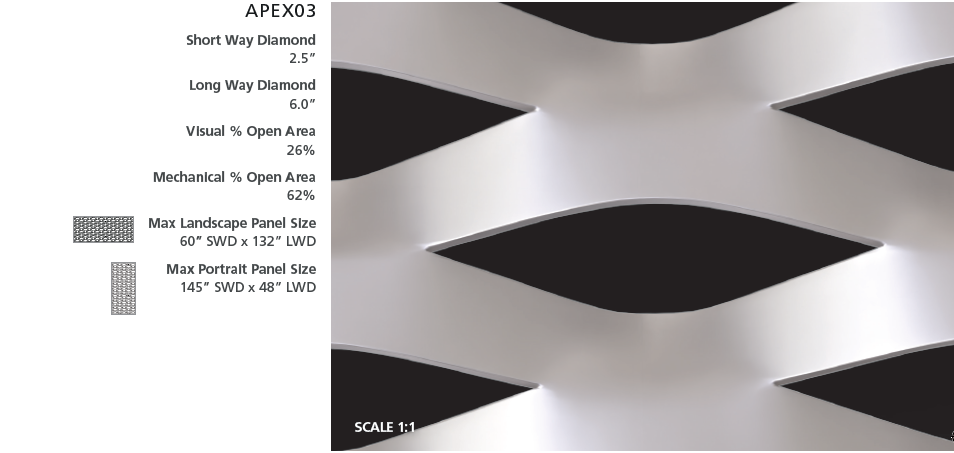 APEX03
Short Way Diamond
2.5”
Long Way Diamond
6.0”
Visual % Open Area
26%
Mechanical % Open Area
62%
Max Landscape Panel Size
60” SWD x 132” LWD
Max Portrait Panel Size
145” SWD x 48” LWD
SCALE 1:1